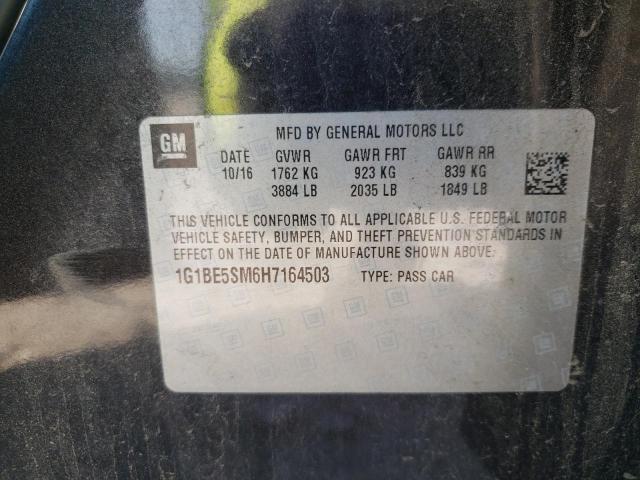 GM
MFD BY GENERAL MOTORS LLC
DATE GVWR GAWR FRT GAWR RR
10/16 1762 KG 923 KG 839 KG
3884 LB 2035 LB 1849 LB
THIS VEHICLE CONFORMS TO ALL APPLICABLE U.S. FEDERAL MOTOR
VEHICLE SAFETY, BUMPER, AND THEFT PREVENTION STANDARDS IN
EFFECT ON THE DATE OF MANUFACTURE SHOWN ABOVE.
1G1BE5SM6H7164503 TYPE: PASS CAR